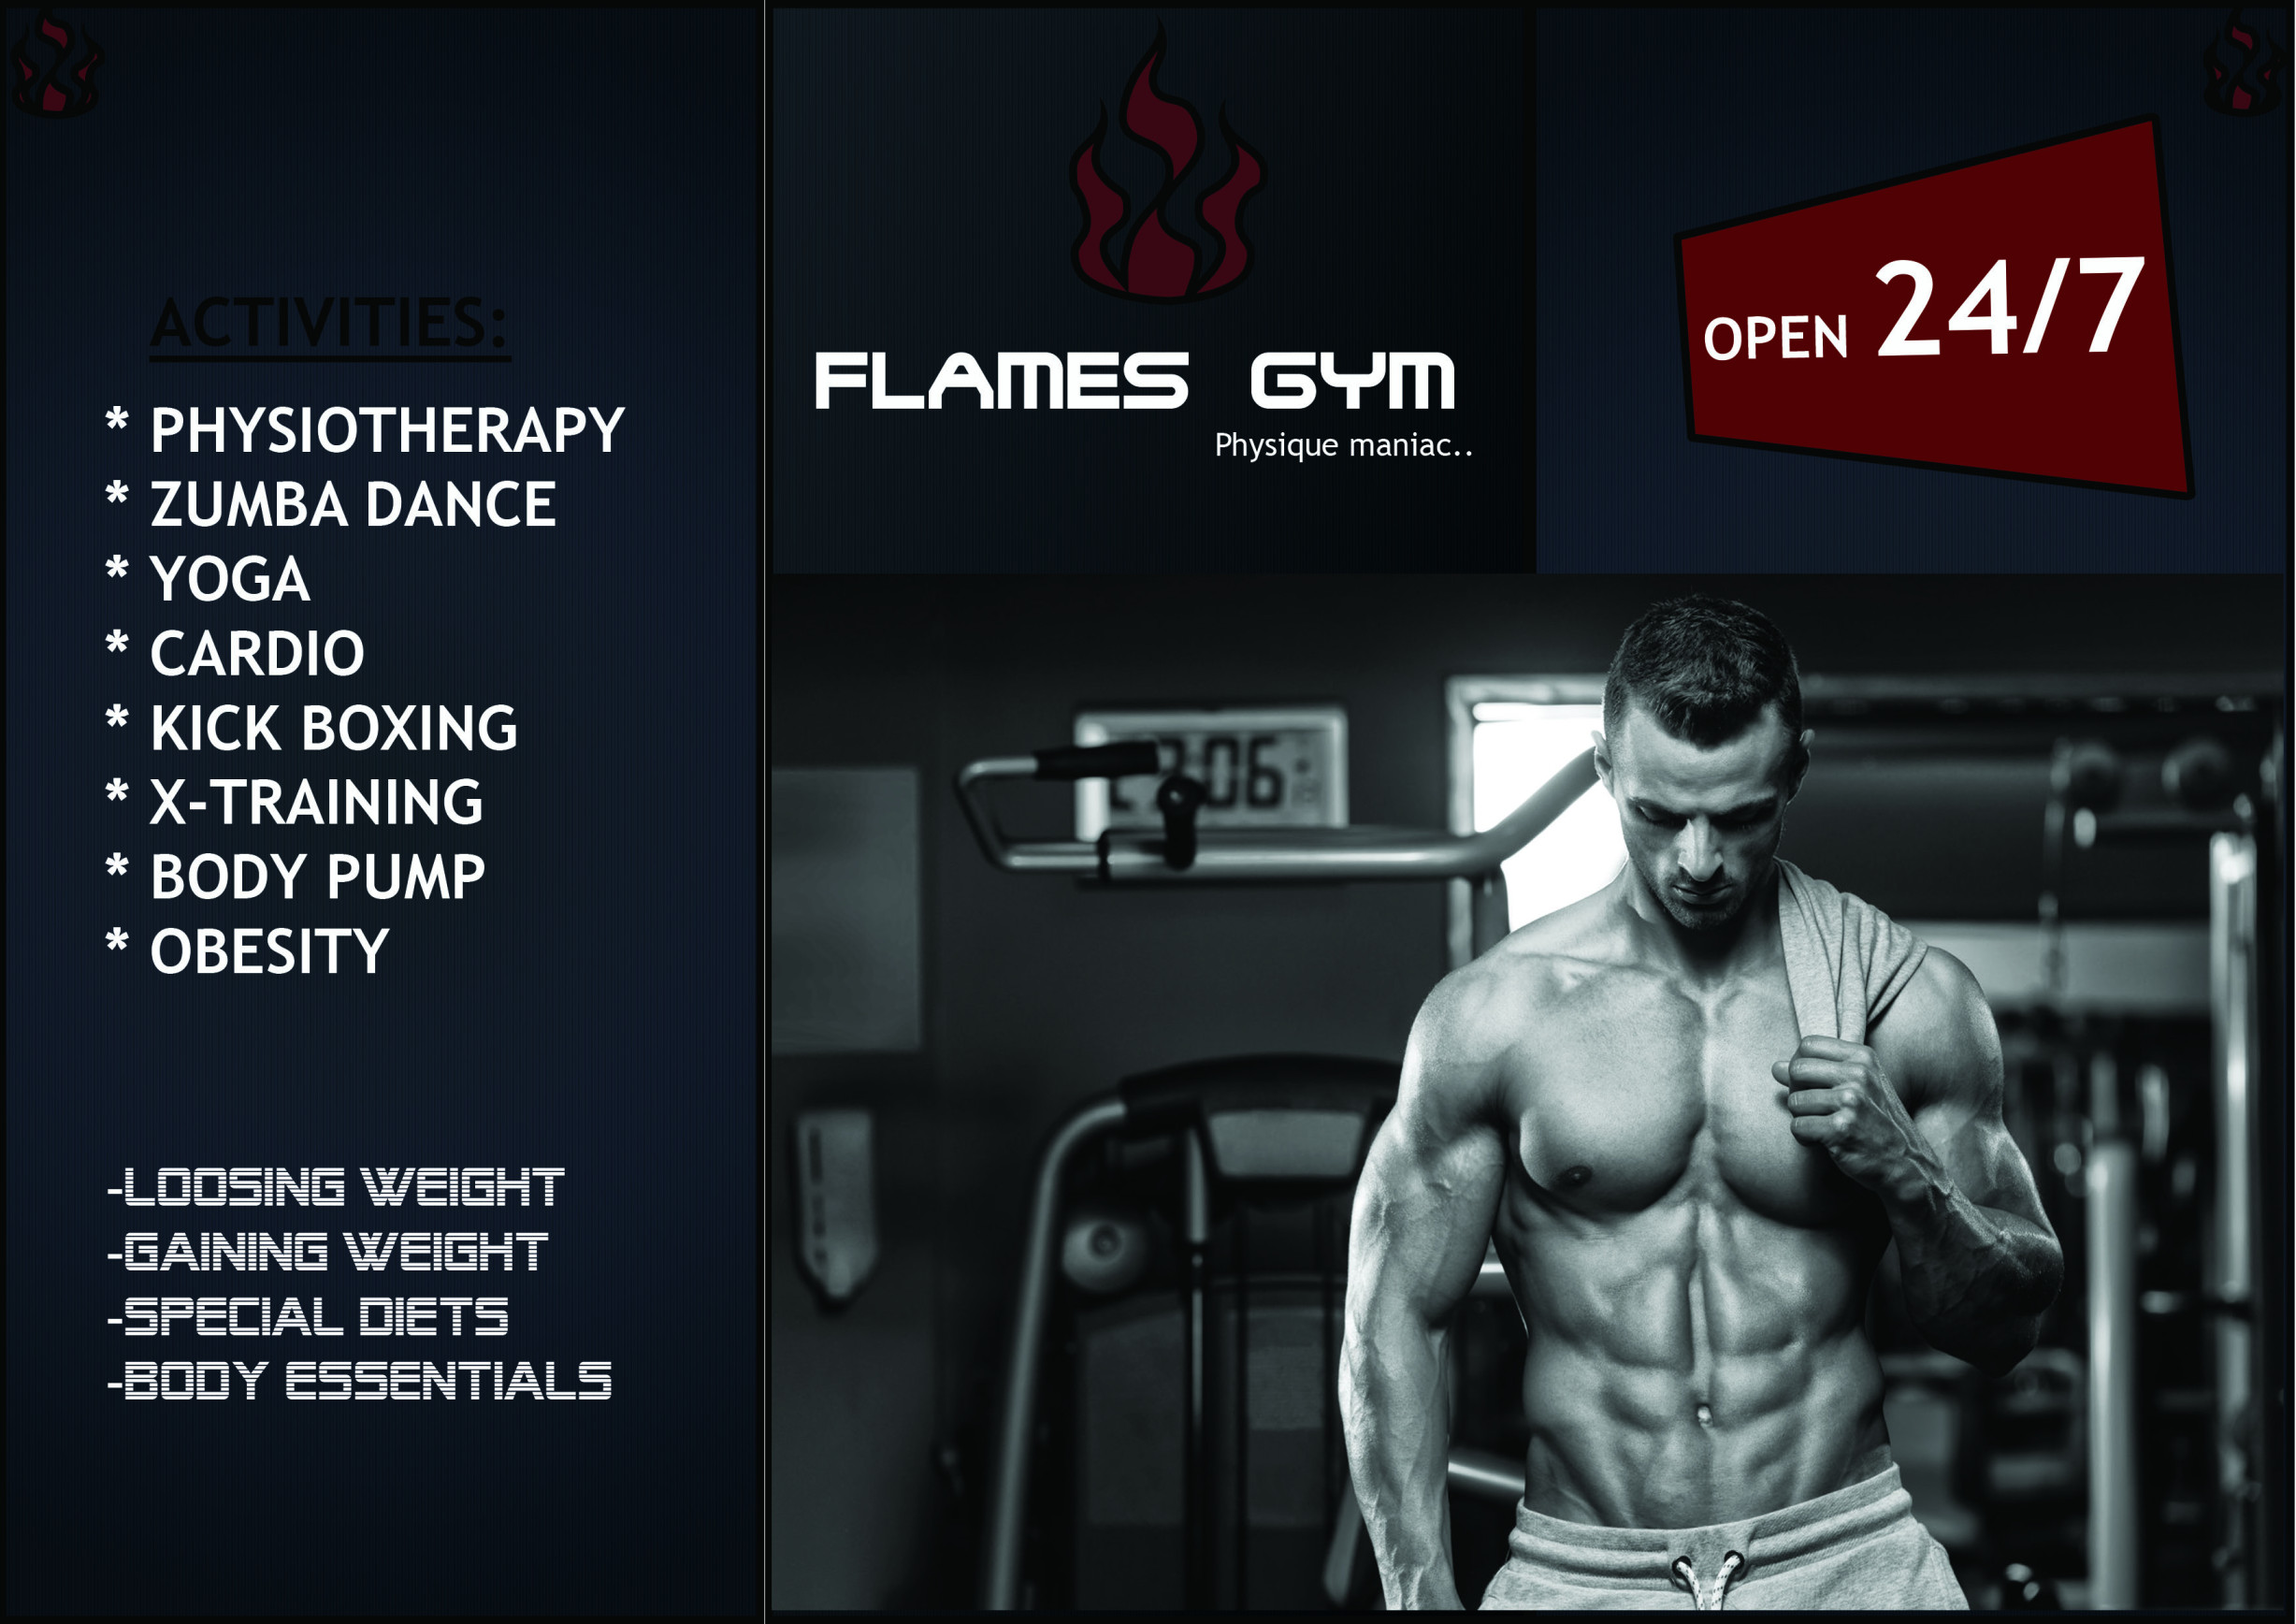 ACTIVITIES:
* PHYSIOTHERAPY
* ZUMBA DANCE
* YOGA
* CARDIO
* KICK BOXING
* X-TRAINING
* BODY PUMP
* OBESITY
-LOOSING WEIGHT
-GAINING WEIGHT
-SPECIAL DIETS
-BODY ESSENTIALS
FLAMES GYM
Physique maniac..
OPEN 24/7